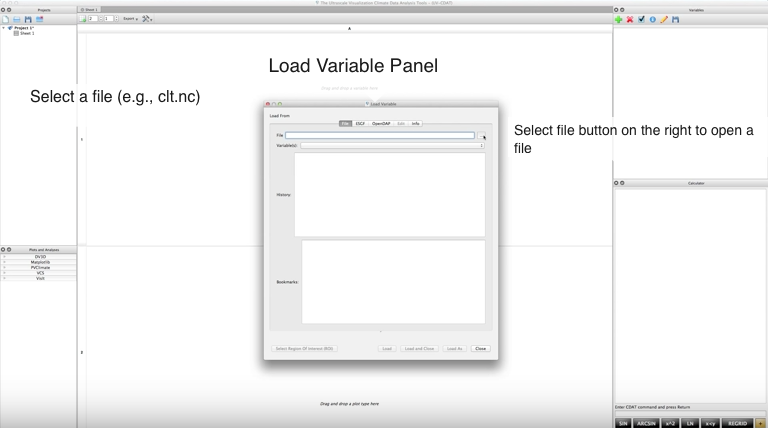 The Ultrascale Visualization Climate Data Analysis Tools - (UV-CDAT)
Projects
Project 1*
Sheet 1
Sheet 1
2
1
Export
A
Variables
Load Variable Panel
Drag and drop a variable here
Select a file (e.g., clt.nc)
Load Variable
Load From
File
ESGF
OpenDAP
Edit
Info
File
Variable(s):
History:
Bookmarks:
Select Region Of Interest (ROI)
Load
Load and Close
Load As
Close
Select file button on the right to open a
file
1
2
Plots and Analyses
DV3D
Matplotlib
PVClimate
VCS
VisIt
Drag and drop a plot type here
Calculator
Enter CDAT command and press Return
SIN
ARCSIN
x^2
LN
x<y
REGRID
+